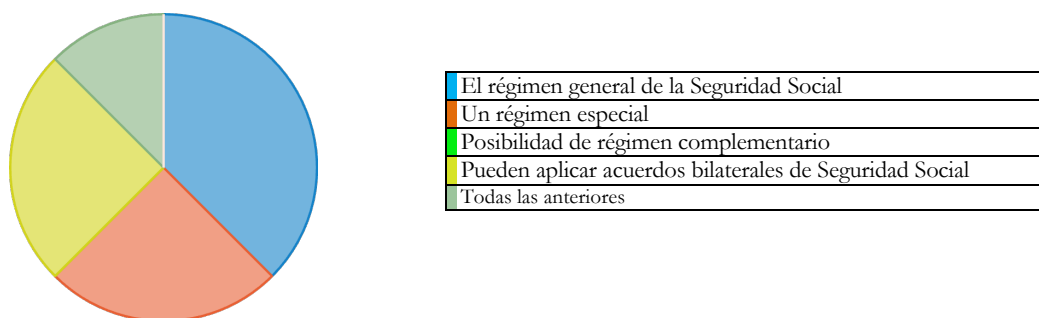 El régimen general de la Seguridad Social
Un régimen especial
Posibilidad de régimen complementario
Pueden aplicar acuerdos bilaterales de Seguridad Social
Todas las anteriores